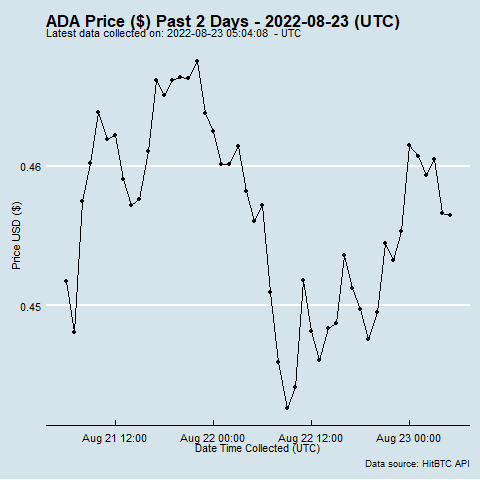 ADA Price ($) Past 2 Days - 2022-08-23 (UTC)
Latest data collected on: 2022-08-23 05:04:08 - UTC
0.46
Price USD ($)
0.45
Aug 21 12:00 Aug 22 00:00 Aug 22 12:00 Aug 23 00:00
Date Time Collected (UTC)
Data source: HitBTC API